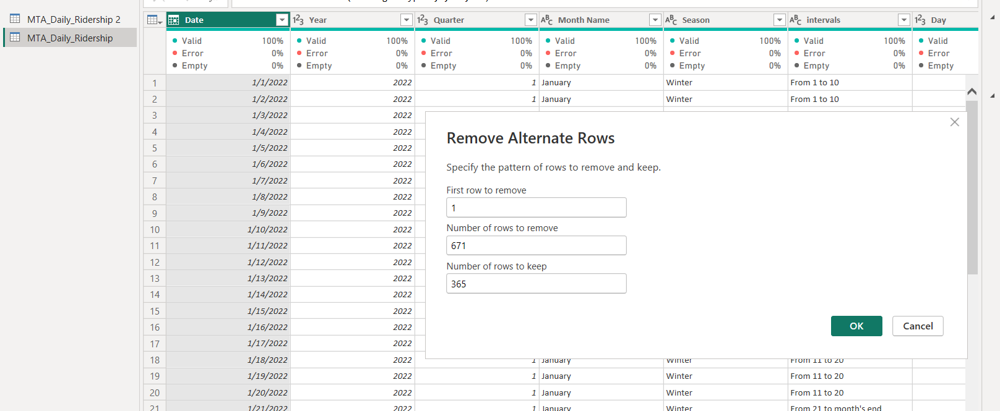 MTA_Daily_Ridership 2
MTA_Daily_Ridership
Date 1²3 Year 1²3 Quarter ABC Month Name ABC Season ABC intervals 1²3 Day
Valid 100% Valid 100% Valid 100% Valid 100% Valid 100% Valid 100% Valid
Error 0% Error 0% Error 0% Error 0% Error 0% Error 0% Error
Empty 0% Empty 0% Empty 0% Empty 0% Empty 0% Empty 0% Empty
1 1/1/2022 2022 1 January Winter From 1 to 10
2 1/2/2022 2022 1 January Winter From 1 to 10
3 1/3/2022 2022
4 1/4/2022 2022
5 1/5/2022 2022
6 1/6/2022 2022
7 1/7/2022 2022
8 1/8/2022 2022
9 1/9/2022 2022
10 1/10/2022 2022
11 1/11/2022 2022
12 1/12/2022 2022
13 1/13/2022 2022
14 1/14/2022 2022
15 1/15/2022 2022
16 1/16/2022 2022
17 1/17/2022 2022
18 1/18/2022 2022 1 January Winter From 11 to 20
19 1/19/2022 2022 1 January Winter From 11 to 20
20 1/20/2022 2022 1 January Winter From 11 to 20
21 1/21/2022 2022 1 January Winter From 21 to month's end
Remove Alternate Rows
Specify the pattern of rows to remove and keep.
First row to remove
1
Number of rows to remove
671
Number of rows to keep
365
OK Cancel